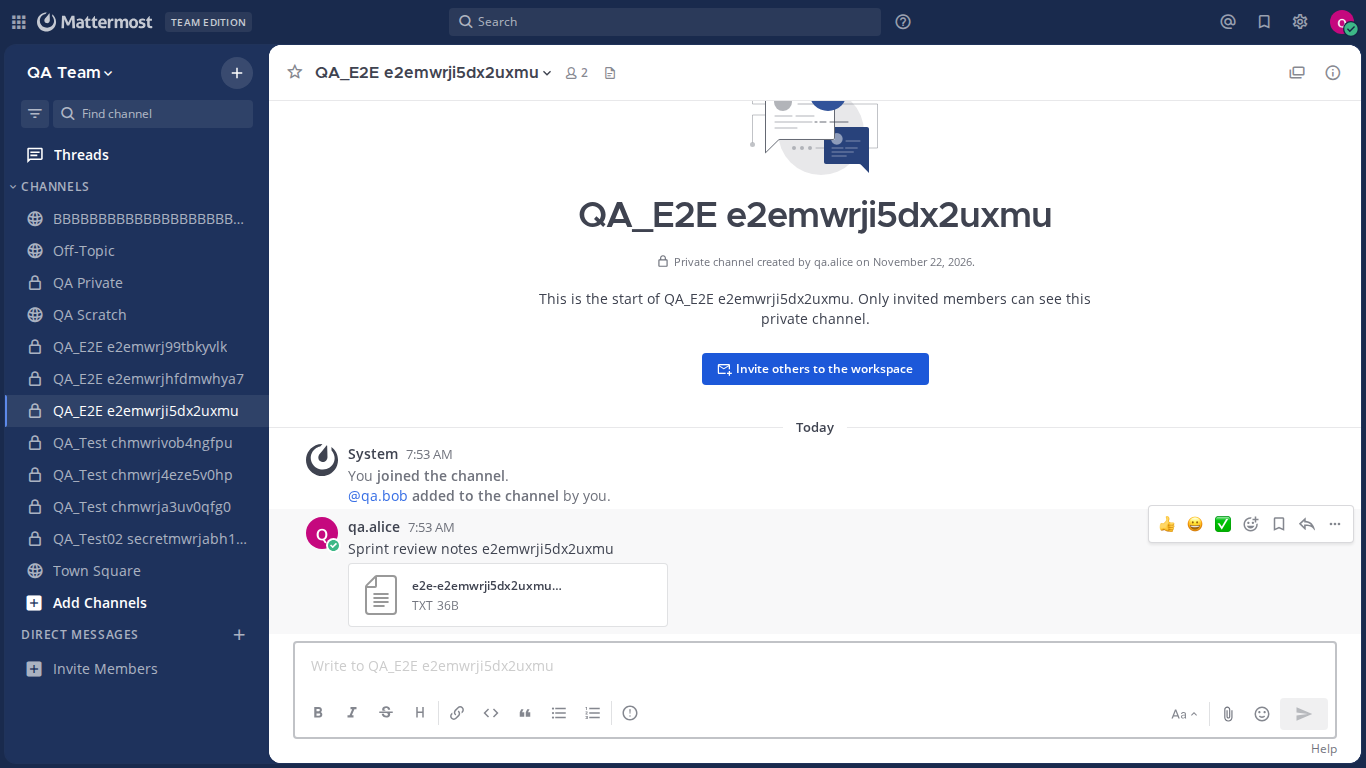 Mattermost
TEAM EDITION
Search
Q
QA Team
Find channel
Threads
CHANNELS
BBBBBBBBBBBBBBBBBBBB...
Off-Topic
QA Private
QA Scratch
QA_E2E e2emwrj99tbkyvlk
QA_E2E e2emwrjhfdmwhya7
QA_E2E e2emwrji5dx2uxmu
QA_Test chmwrivob4ngfpu
QA_Test chmwrj4eze5v0hp
QA_Test chmwrja3uv0qfg0
QA_Test02 secretmwrjabh1...
Town Square
Add Channels
DIRECT MESSAGES
Invite Members
QA_E2E e2emwrji5dx2uxmu
2
QA_E2E e2emwrji5dx2uxmu
Private channel created by qa.alice on November 22, 2026.
This is the start of QA_E2E e2emwrji5dx2uxmu. Only invited members can see this
private channel.
Invite others to the workspace
Today
System 7:53 AM
You joined the channel.
@qa.bob added to the channel by you.
Q
qa.alice 7:53 AM
Sprint review notes e2emwrji5dx2uxmu
e2e-e2emwrji5dx2uxmu...
TXT 36B
Write to QA_E2E e2emwrji5dx2uxmu
B I S H
Aa
Help